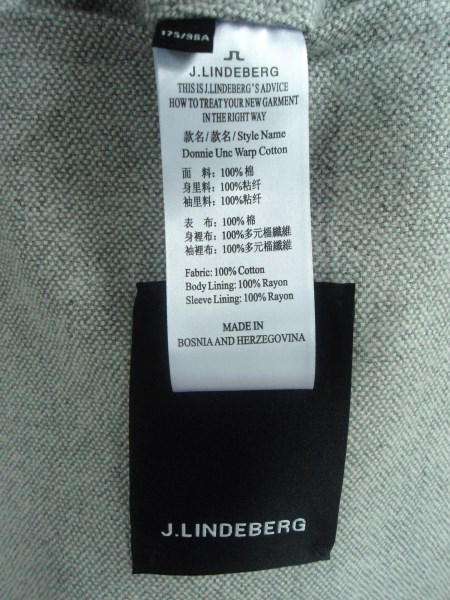 175/96A
J.LINDEBERG
THIS IS J.LINDEBERG'S ADVICE
HOW TO TREAT YOUR NEW GARMENT
IN THE RIGHT WAY
款名/款名/Style Name
Donnie Unc Warp Cotton
面 料：100%棉
身里料：100%粘纤
袖里料：100%粘纤
表 布：100%棉
身裡布：100%多元樞纖維
袖裡布：100%多元樞纖維
Fabric: 100% Cotton
Body Lining: 100% Rayon
Sleeve Lining: 100% Rayon
MADE IN
BOSNIA AND HERZEGOVINA
J.LINDEBERG